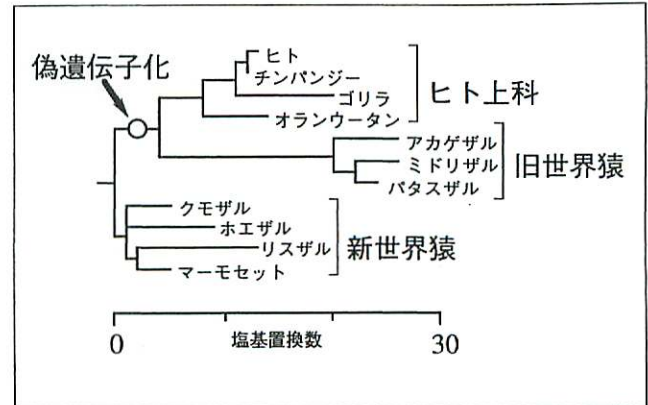 偽遺伝子化
ヒト
チンパンジー
ゴリラ
オランウータン
ヒト上科
アカゲザル
ミドリザル
パタスザル
旧世界猿
クモザル
ホエザル
リスザル
マーモセット
新世界猿
0
塩基置換数
30